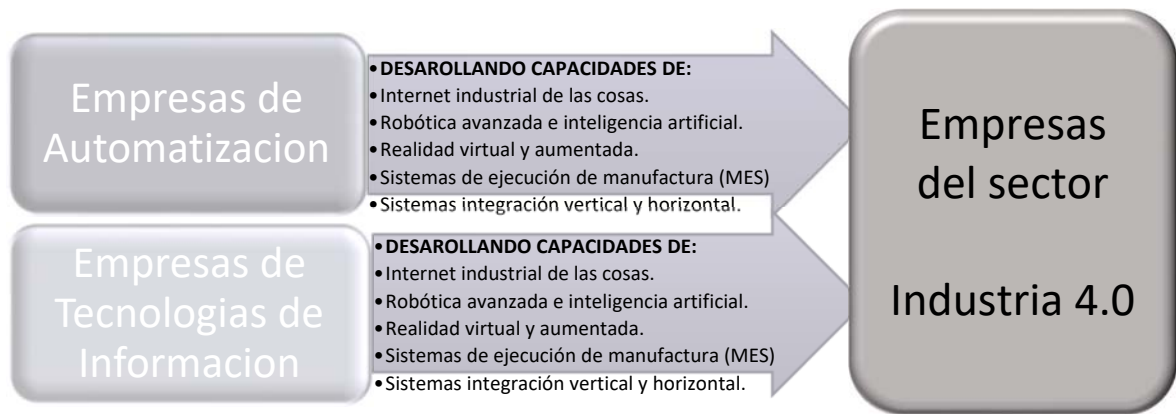 Empresas de
Automatizacion
•DESAROLLANDO CAPACIDADES DE:
•Internet industrial de las cosas.
•Robótica avanzada e inteligencia artificial.
•Realidad virtual y aumentada.
•Sistemas de ejecución de manufactura (MES)
•Sistemas integración vertical y horizontal.
Empresas de
Tecnologias de
Informacion
•DESAROLLANDO CAPACIDADES DE:
•Internet industrial de las cosas.
•Robótica avanzada e inteligencia artificial.
•Realidad virtual y aumentada.
•Sistemas de ejecución de manufactura (MES)
•Sistemas integración vertical y horizontal.
Empresas
del sector
Industria 4.0